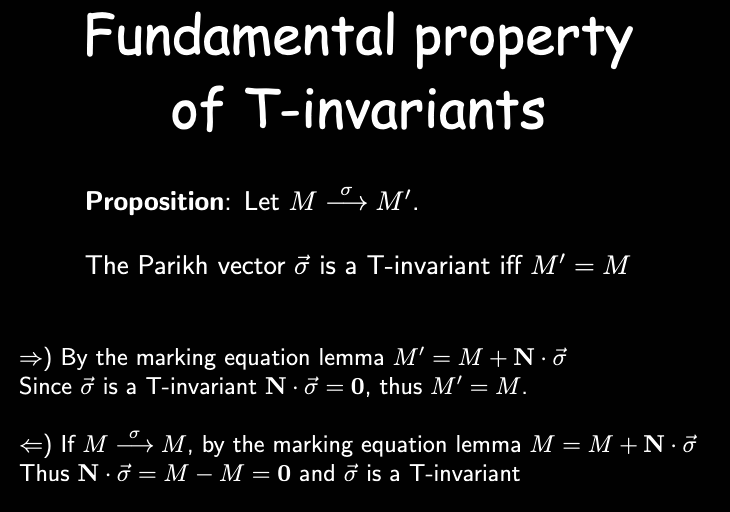 Fundamental property
of T-invariants
Proposition: Let $M \xrightarrow{\sigma} M'$.
The Parikh vector $\vec{\sigma}$ is a T-invariant iff $M' = M$
⇒) By the marking equation lemma $M' = M + \mathbf{N} \cdot \vec{\sigma}$
Since $\vec{\sigma}$ is a T-invariant $\mathbf{N} \cdot \vec{\sigma} = \mathbf{0}$, thus $M' = M$.
⇐) If $M \xrightarrow{\sigma} M$, by the marking equation lemma $M = M + \mathbf{N} \cdot \vec{\sigma}$
Thus $\mathbf{N} \cdot \vec{\sigma} = M - M = \mathbf{0}$ and $\vec{\sigma}$ is a T-invariant